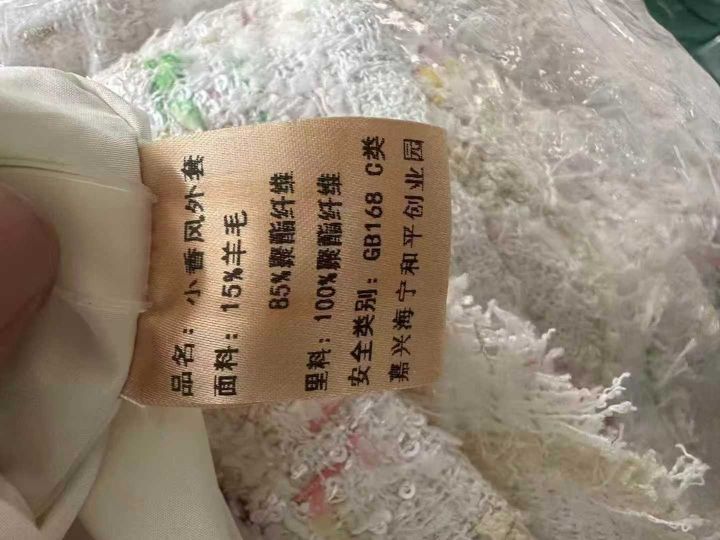 品名：小香风外套
面料：15%羊毛
85%聚酯纤维
里料：100%聚酯纤维
安全类别：GB168 C类
嘉兴海宁和平创业园